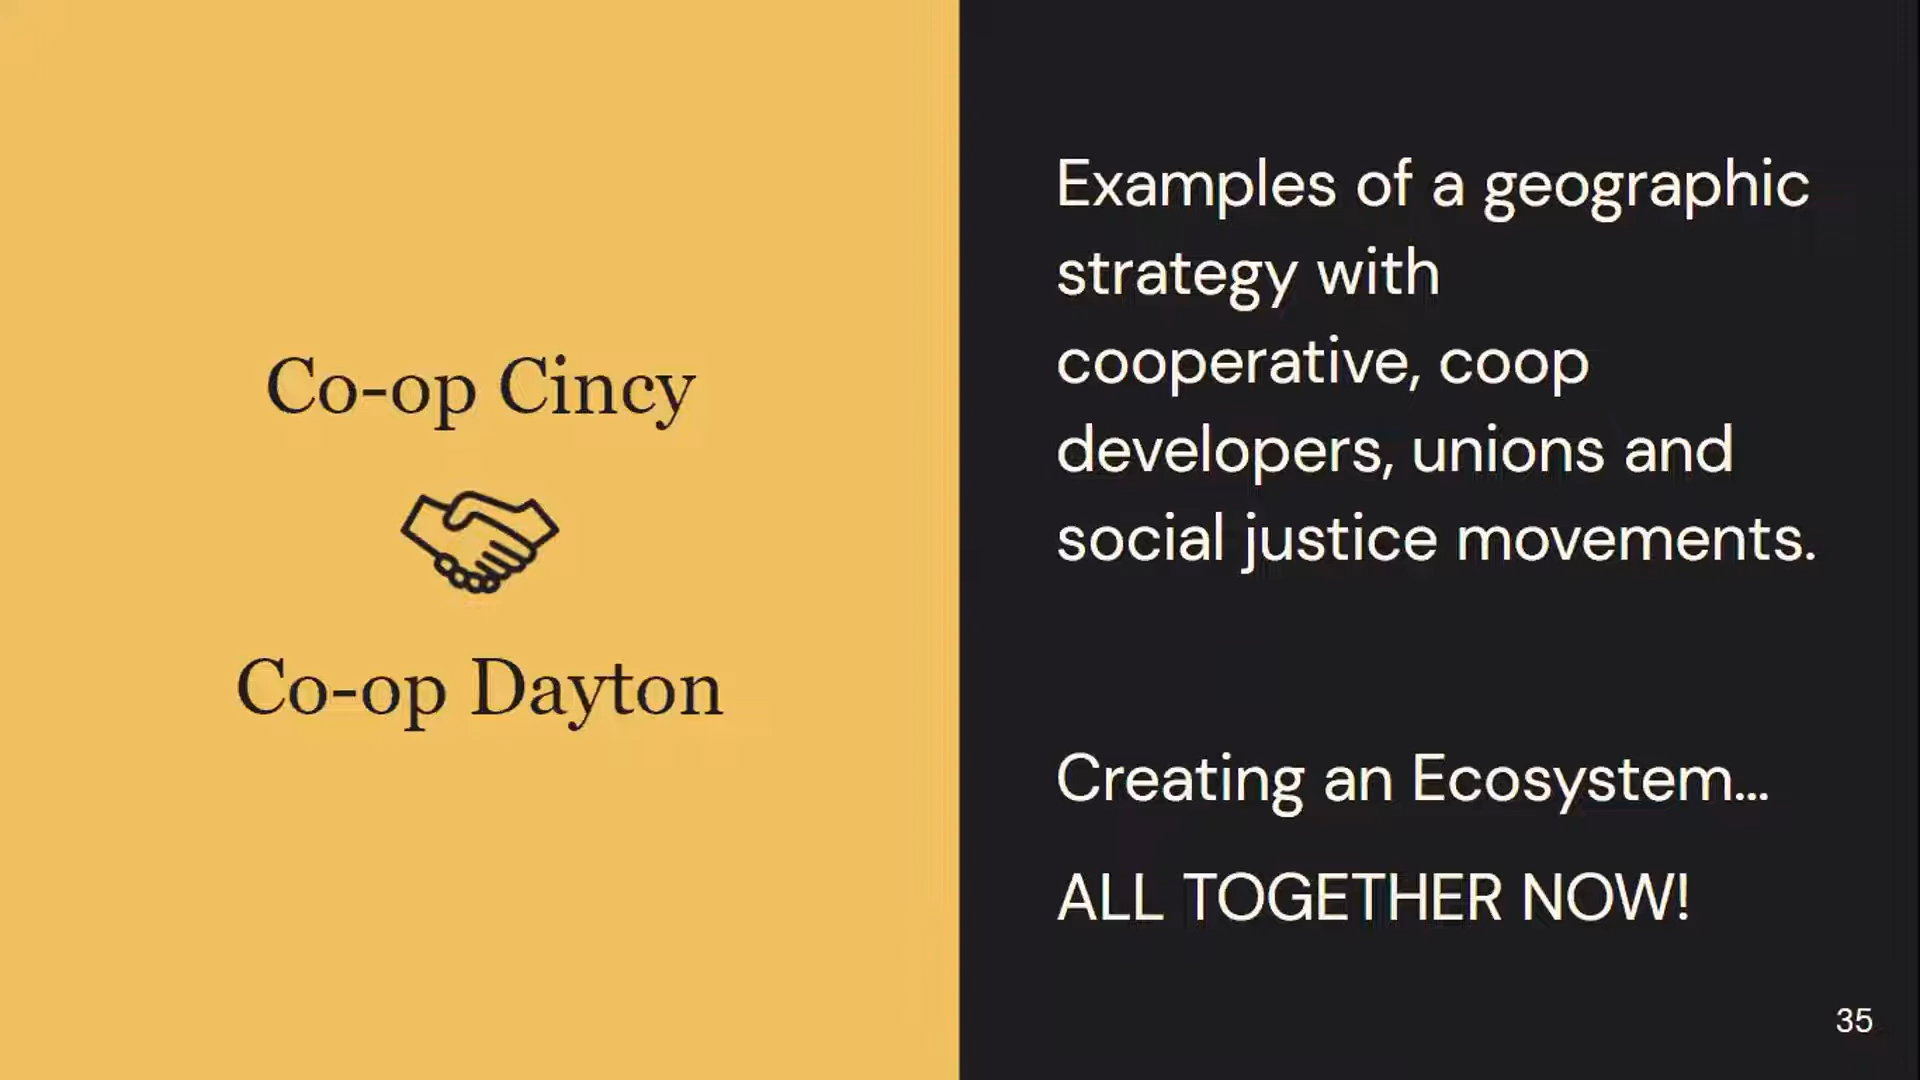 Co-op Cincy
Co-op Dayton
Examples of a geographic
strategy with
cooperative, coop
developers, unions and
social justice movements.
Creating an Ecosystem...
ALL TOGETHER NOW!
35